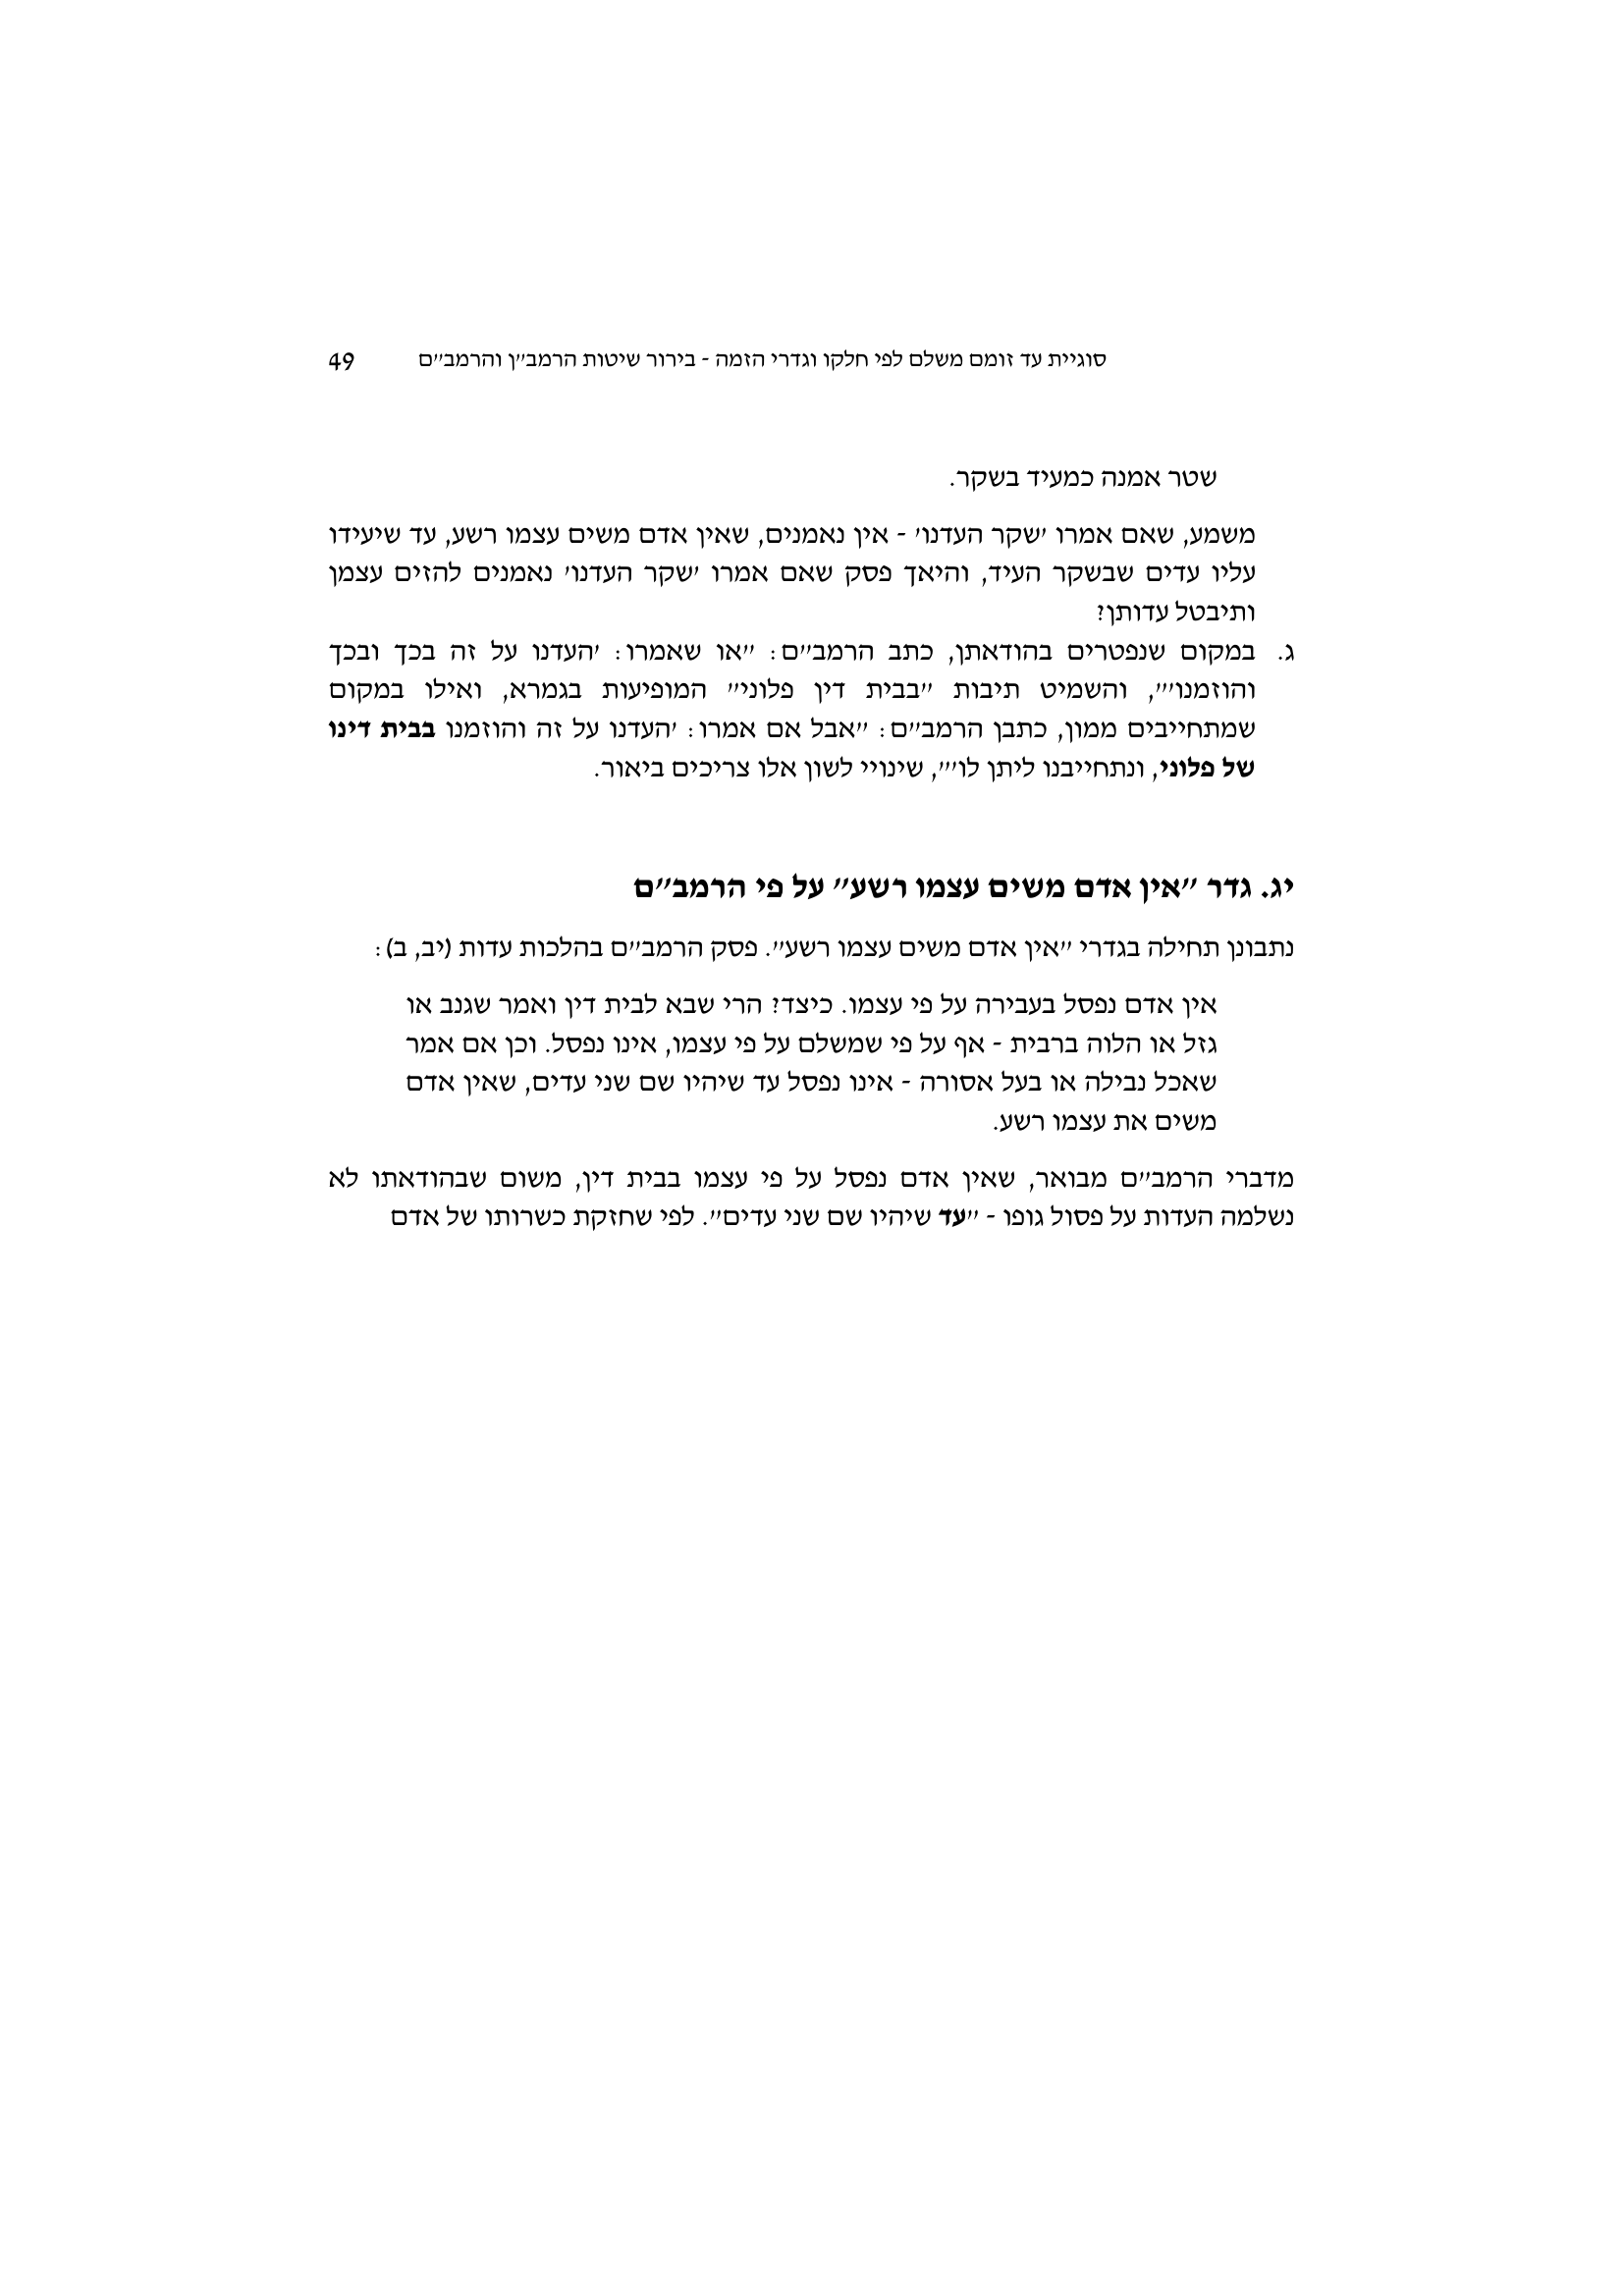 סוגיית עד זומם משלם לפי חלקו וגדרי הזמה - בירור שיטות הרמב״ן והרמב״ם 49
שטר אמנה כמעיד בשקר.
משמע, שאם אמרו ׳שקר העדנו׳ - אין נאמנים, שאין אדם משים עצמו רשע, עד שיעידו
עליו עדים שבשקר העיד, והיאך פסק שאם אמרו ׳שקר העדנו׳ נאמנים להזים עצמן
ותיבטל עדותן?
ג. במקום שנפטרים בהודאתן, כתב הרמב״ם: ״או שאמרו: ׳העדנו על זה בכך ובכך
והוזמנו׳״, והשמיט תיבות ״בבית דין פלוני״ המופיעות בגמרא, ואילו במקום
שמתחייבים ממון, כתבן הרמב״ם: ״אבל אם אמרו: ׳העדנו על זה והוזמנו בבית דינו
של פלוני, ונתחייבנו ליתן לו׳״, שינויי לשון אלו צריכים ביאור.
יג. גדר ״אין אדם משים עצמו רשע״ על פי הרמב״ם
נתבונן תחילה בגדרי ״אין אדם משים עצמו רשע״. פסק הרמב״ם בהלכות עדות (יב, ב):
אין אדם נפסל בעבירה על פי עצמו. כיצד? הרי שבא לבית דין ואמר שגנב או
גזל או הלוה ברבית - אף על פי שמשלם על פי עצמו, אינו נפסל. וכן אם אמר
שאכל נבילה או בעל אסורה - אינו נפסל עד שיהיו שם שני עדים, שאין אדם
משים את עצמו רשע.
מדברי הרמב״ם מבואר, שאין אדם נפסל על פי עצמו בבית דין, משום שבהודאתו לא
נשלמה העדות על פסול גופו - ״עד שיהיו שם שני עדים״. לפי שחזקת כשרותו של אדם